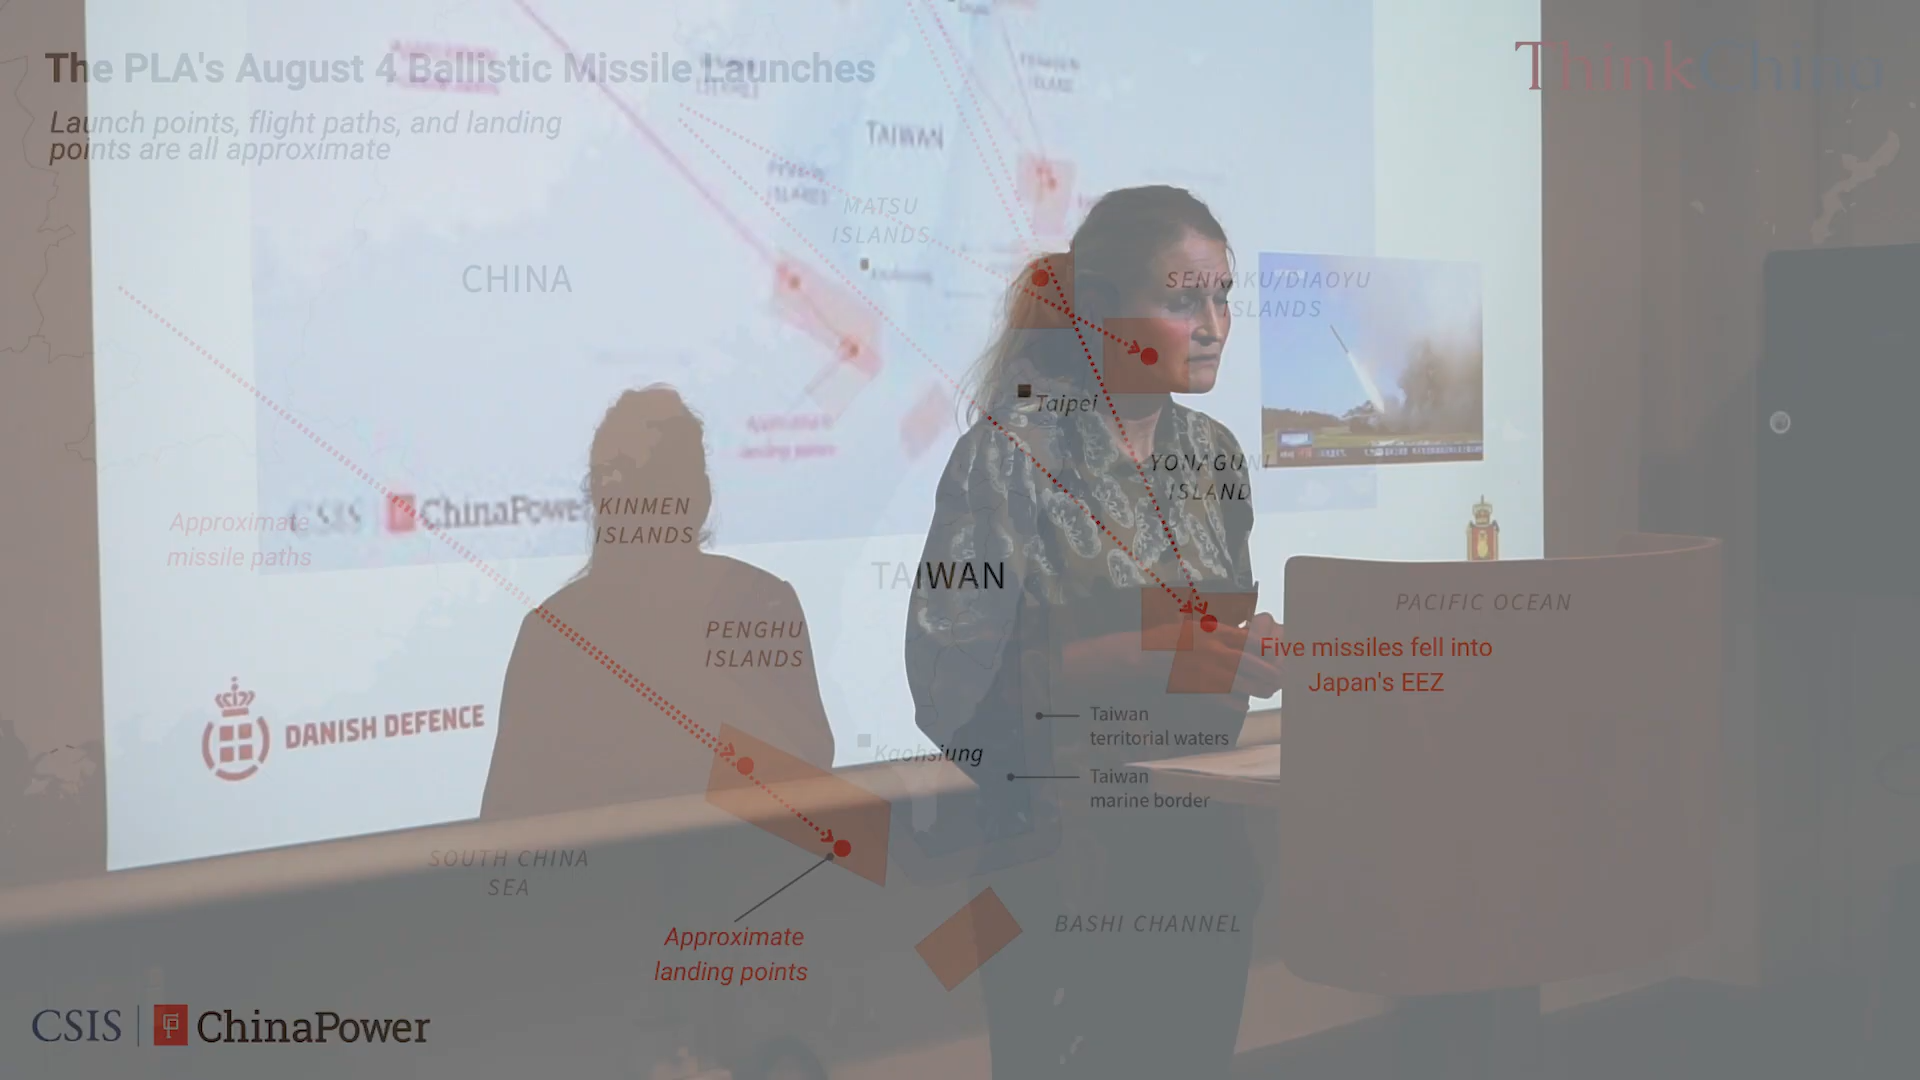 The PLA's August 4 Ballistic Missile Launches
Launch points, flight paths, and landing
points are all approximate
ThinkChina
TAIWAN
MATSU
ISLANDS
CHINA
SENKAKU/DIAOYU
ISLANDS
Taipei
YONAGUNI
ISLAND
Approximate
missile paths
CSIS ChinaPower
KINMEN
ISLANDS
TAIWAN
PENGHU
ISLANDS
PACIFIC OCEAN
Five missiles fell into
Japan's EEZ
DANISH DEFENCE
Taiwan
territorial waters
Kaohsiung
Taiwan
marine border
SOUTH CHINA
SEA
Approximate
landing points
BASHI CHANNEL
CSIS ChinaPower